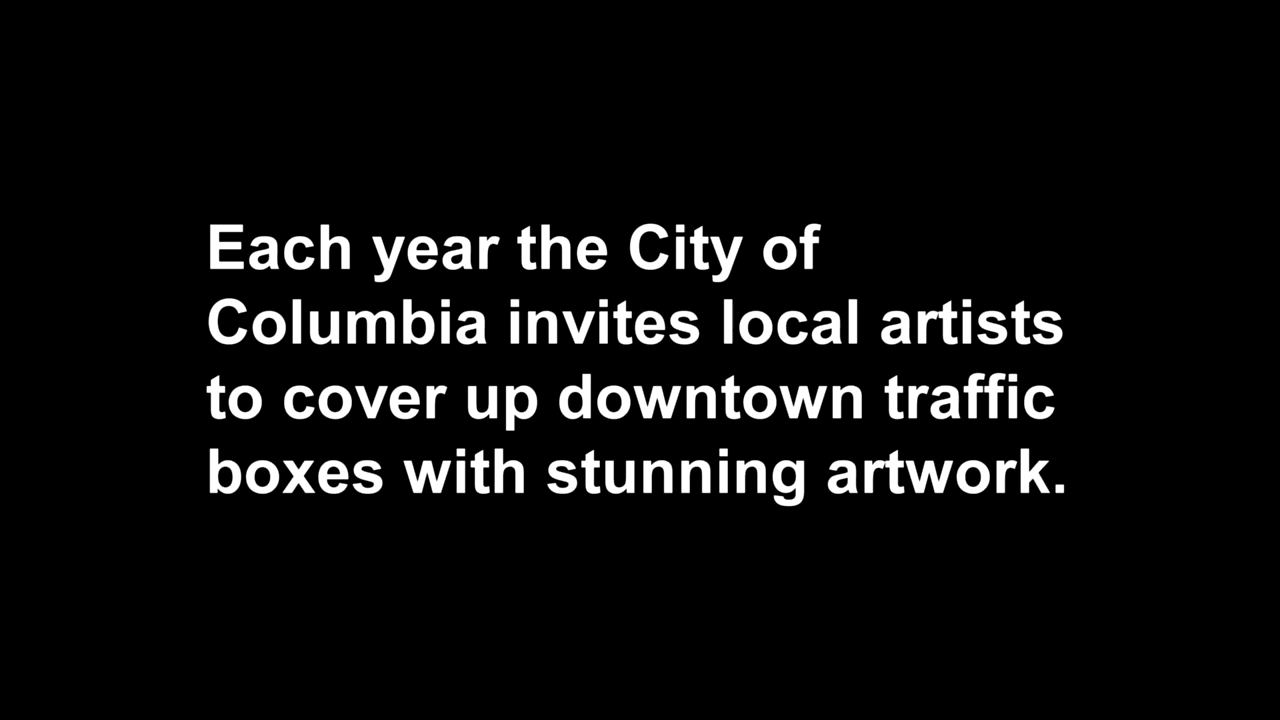 Each year the City of
Columbia invites local artists
to cover up downtown traffic
boxes with stunning artwork.